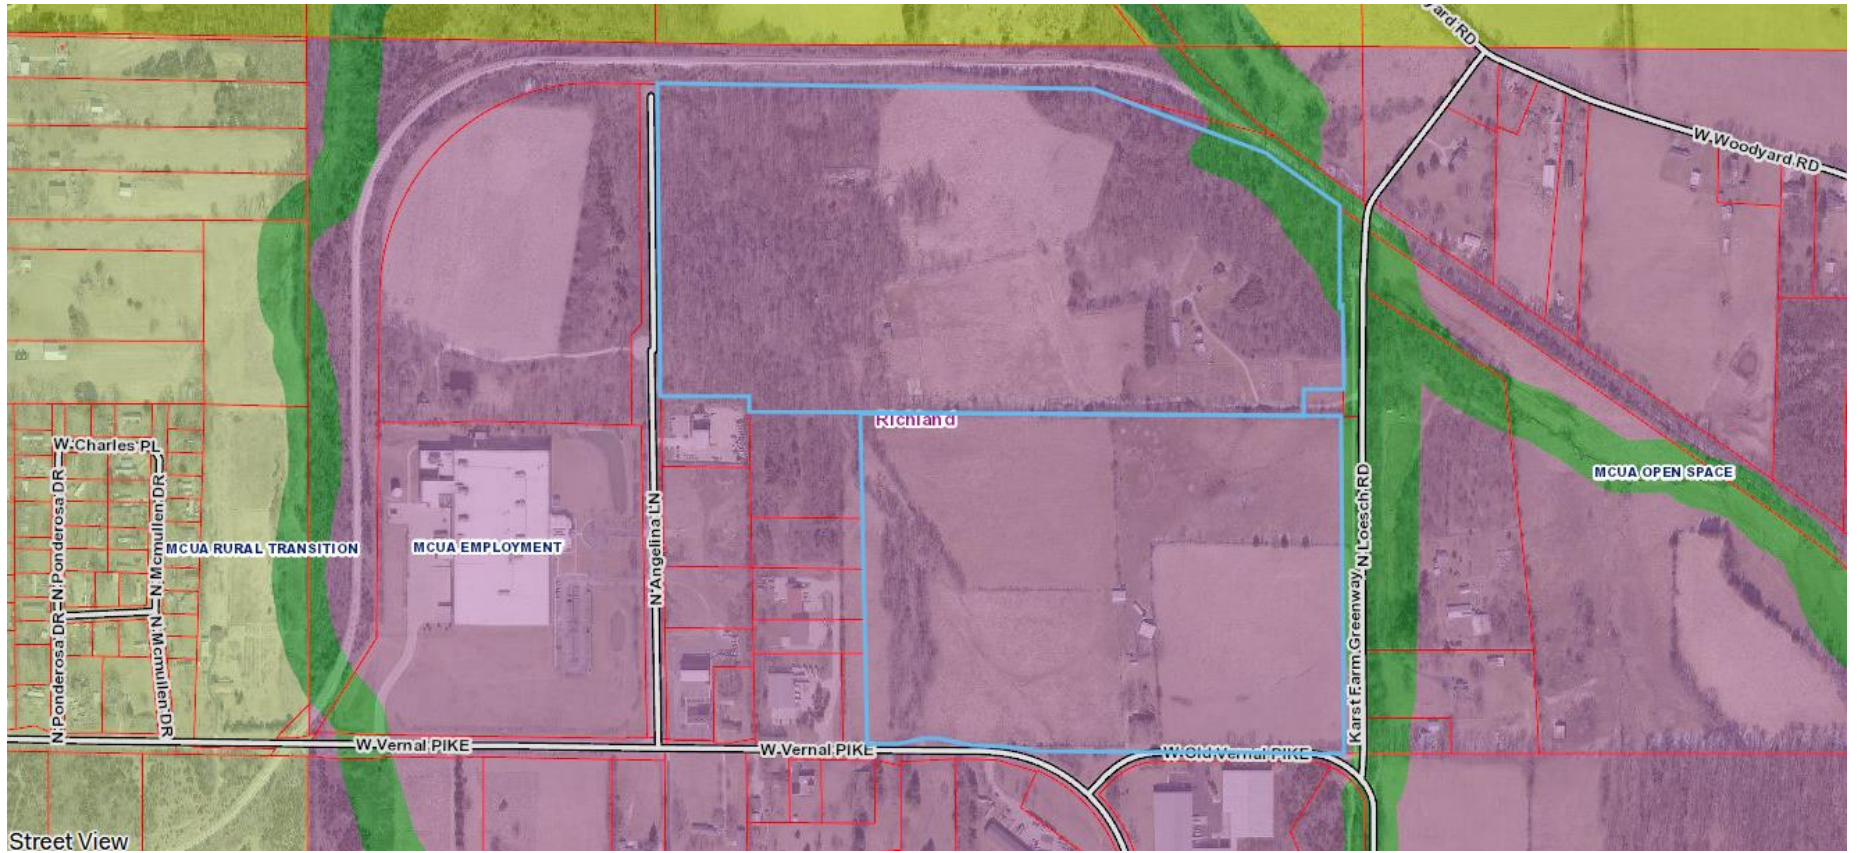 yard RD
W Woodyard RD
Richland
W Charles PL
MCUA OPEN SPACE
N Ponderosa DR
N Mcmullen DR
N Angelina LN
N Loesch RD
MCUA RURAL TRANSITION
MCUA EMPLOYMENT
Karst Farm Greenway
N Ponderosa DR
N Mcmullen DR
W Vernal PIKE
W Vernal PIKE
W Old Vernal PIKE
Street View